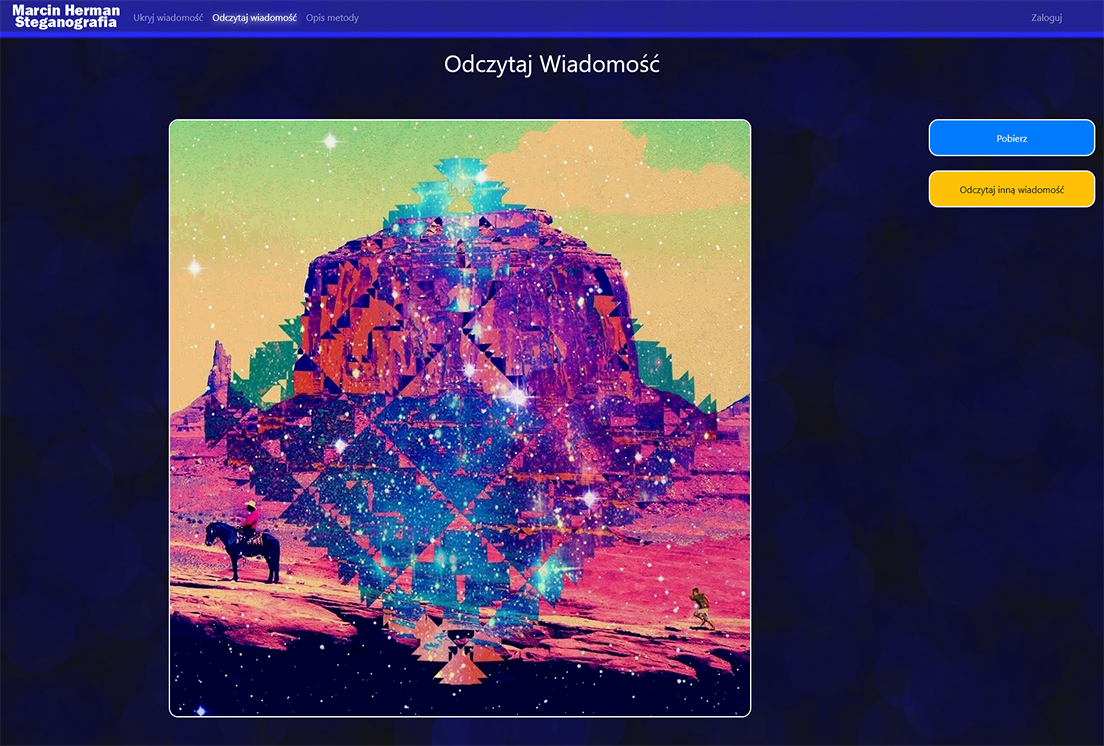 Marcin Herman
Steganografia
Ukryj wiadomość Odczytaj wiadomość Opis metody Zaloguj
Odczytaj Wiadomość
Pobierz
Odczytaj inną wiadomość